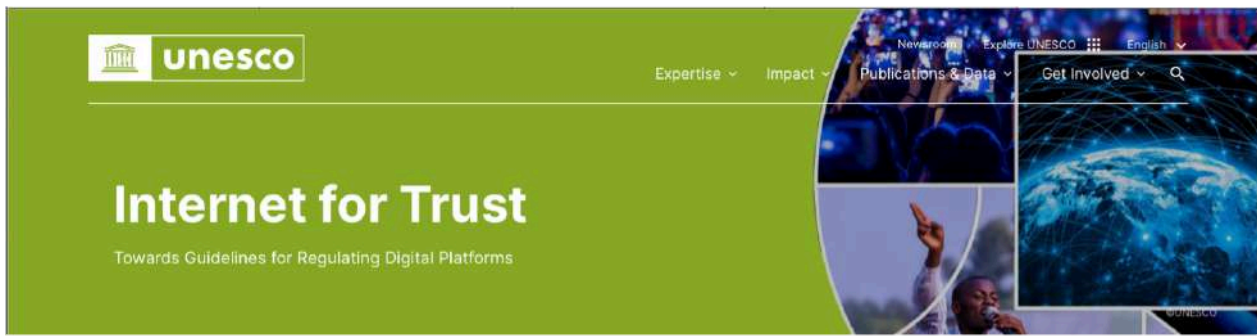 unesco
Newsroom Explore UNESCO English
Expertise Impact Publications & Data Get Involved
Internet for Trust
Towards Guidelines for Regulating Digital Platforms
©UNESCO